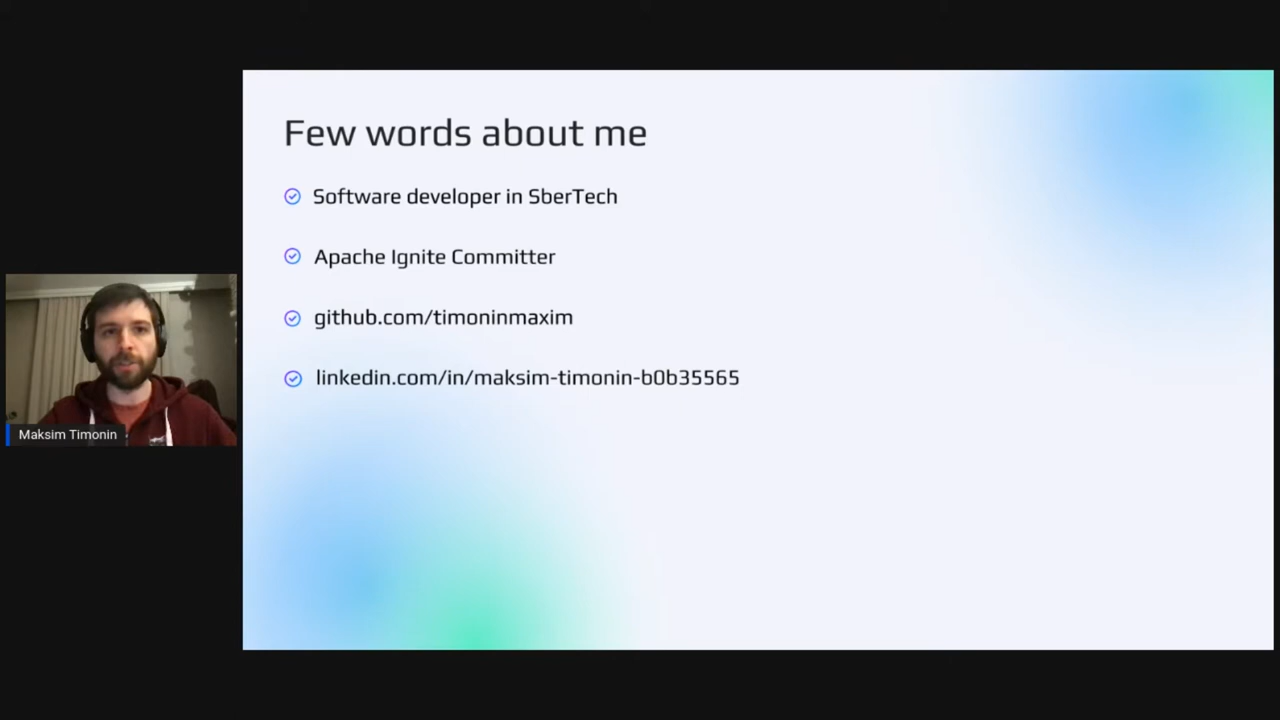 Few words about me
Software developer in SberTech
Apache Ignite Committer
github.com/timoninmaxim
linkedin.com/in/maksim-timonin-b0b35565
Maksim Timonin